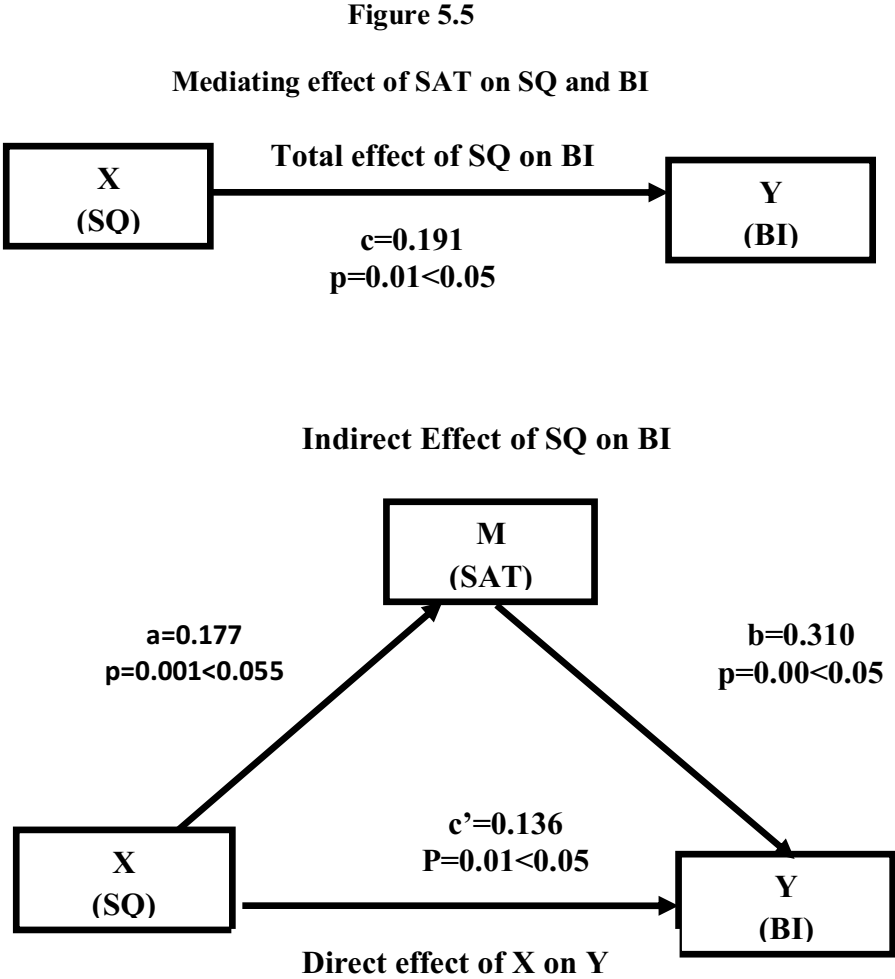 Figure 5.5
Mediating effect of SAT on SQ and BI
Total effect of SQ on BI
X
(SQ)
Y
(BI)
c=0.191
p=0.01<0.05
Indirect Effect of SQ on BI
M
(SAT)
a=0.177
p=0.001<0.055
b=0.310
p=0.00<0.05
c’=0.136
P=0.01<0.05
X
(SQ)
Y
(BI)
Direct effect of X on Y